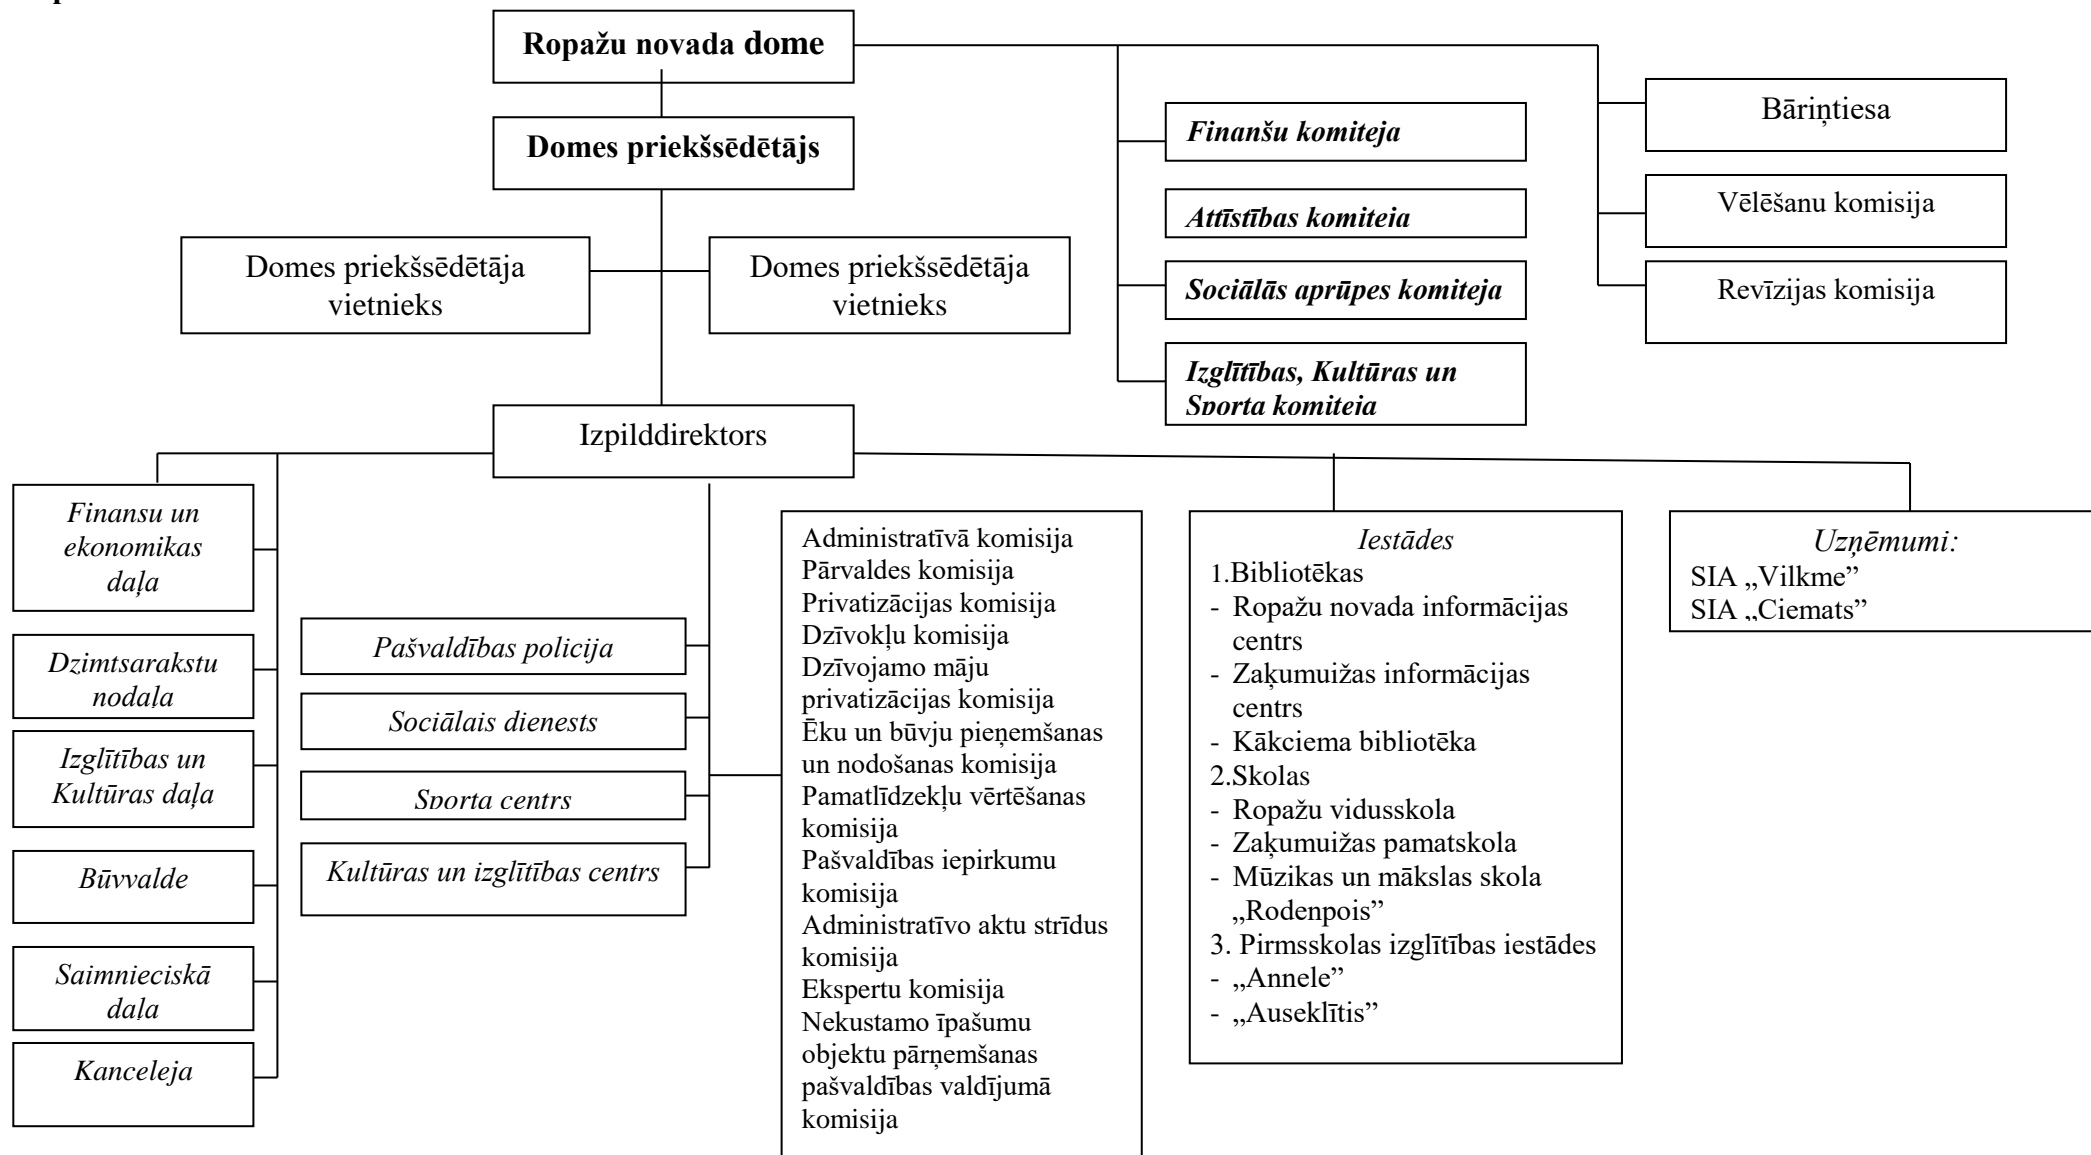 Ropažu novada dome
Domes priekšsēdētājs
Domes priekšsēdētāja
vietnieks
Domes priekšsēdētāja
vietnieks
Finanšu komiteja
Attīstības komiteja
Sociālās aprūpes komiteja
Izglītības, Kultūras un
Sporta komiteja
Bāriņtiesa
Vēlēšanu komisija
Revīzijas komisija
Izpilddirektors
Finansu un
ekonomikas
daļa
Dzimtsarakstu
nodaļa
Izglītības un
Kultūras daļa
Būvvalde
Saimnieciskā
daļa
Kanceleja
Pašvaldības policija
Sociālais dienests
Sporta centrs
Kultūras un izglītības centrs
Administratīvā komisija
Pārvaldes komisija
Privatizācijas komisija
Dzīvokļu komisija
Dzīvojamo māju
privatizācijas komisija
Ēku un būvju pieņemšanas
un nodošanas komisija
Pamatlīdzekļu vērtēšanas
komisija
Pašvaldības iepirkumu
komisija
Administratīvo aktu strīdus
komisija
Ekspertu komisija
Nekustamo īpašumu
objektu pārņemšanas
pašvaldības valdījumā
komisija
Iestādes
1.Bibliotēkas
- Ropažu novada informācijas
centrs
- Zaķumuižas informācijas
centrs
- Kākciema bibliotēka
2.Skolas
- Ropažu vidusskola
- Zaķumuižas pamatskola
- Mūzikas un mākslas skola
„Rodenpois”
3. Pirmsskolas izglītības iestādes
- „Annele”
- „Auseklītis”
Uzņēmumi:
SIA „Vilkme”
SIA „Ciemats”